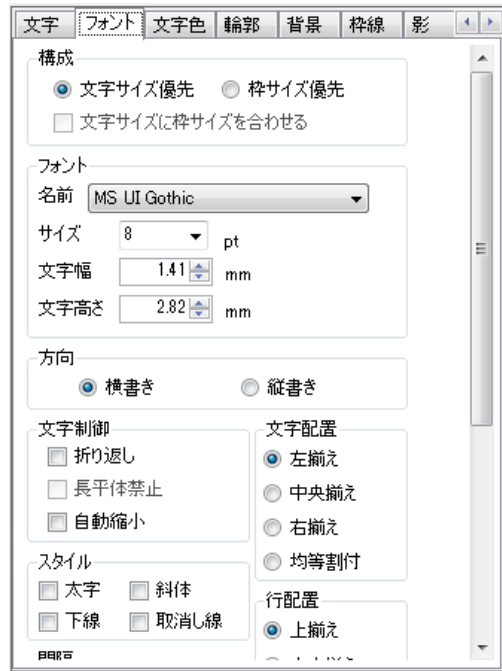 文字 フォント 文字色 輪郭 背景 枠線 影
構成
文字サイズ優先 枠サイズ優先
文字サイズに枠サイズを合わせる
フォント
名前 MS UI Gothic
サイズ 8 pt
文字幅 1.41 mm
文字高さ 2.82 mm
方向
横書き 縦書き
文字制御
折り返し
長平体禁止
自動縮小
文字配置
左揃え
中央揃え
右揃え
均等割付
スタイル
太字 斜体
下線 取消し線
行配置
上揃え
間隔